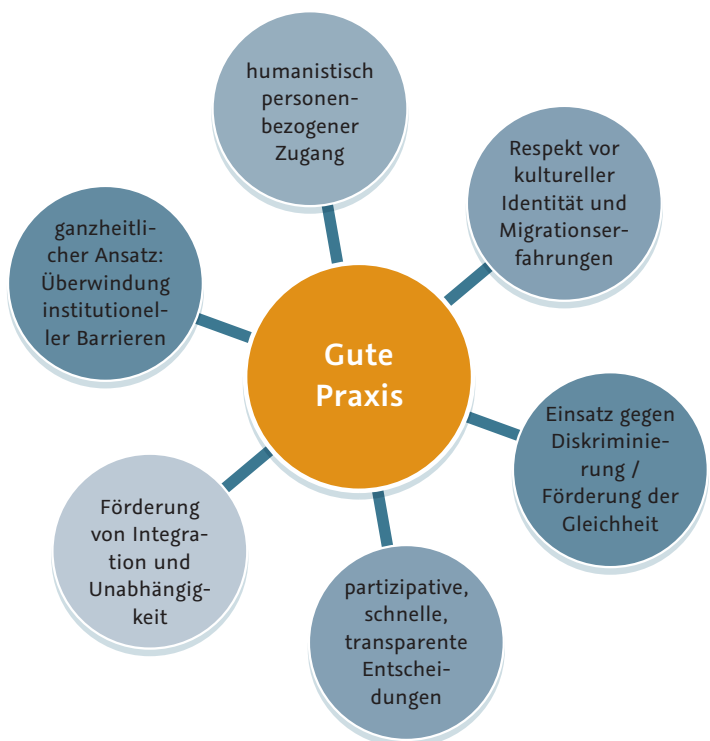 humanistisch
personen-
bezogener
Zugang
Respekt vor
kultureller
Identität und
Migrationser-
fahrungen
Einsatz gegen
Diskriminie-
rung /
Förderung der
Gleichheit
partizipative,
schnelle,
transparente
Entschei-
dungen
Förderung
von Integra-
tion und
Unabhängig-
keit
ganzheitli-
cher Ansatz:
Überwindung
institutionel-
ler Barrieren
Gute
Praxis